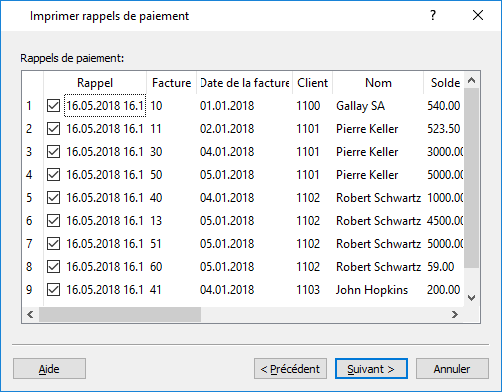 Imprimer rappels de paiement ?
Rappels de paiement:
Rappel Facture Date de la facture Client Nom Solde
1 16.05.2018 16.1 10 01.01.2018 1100 Gallay SA 540.00
2 16.05.2018 16.1 11 02.01.2018 1101 Pierre Keller 523.50
3 16.05.2018 16.1 30 04.01.2018 1101 Pierre Keller 3000.00
4 16.05.2018 16.1 50 05.01.2018 1101 Pierre Keller 5000.00
5 16.05.2018 16.1 40 04.01.2018 1102 Robert Schwartz 1000.00
6 16.05.2018 16.1 13 05.01.2018 1102 Robert Schwartz 4500.00
7 16.05.2018 16.1 51 05.01.2018 1102 Robert Schwartz 5000.00
8 16.05.2018 16.1 60 05.01.2018 1102 Robert Schwartz 59.00
9 16.05.2018 16.1 41 04.01.2018 1103 John Hopkins 200.00
Aide < Précédent Suivant > Annuler